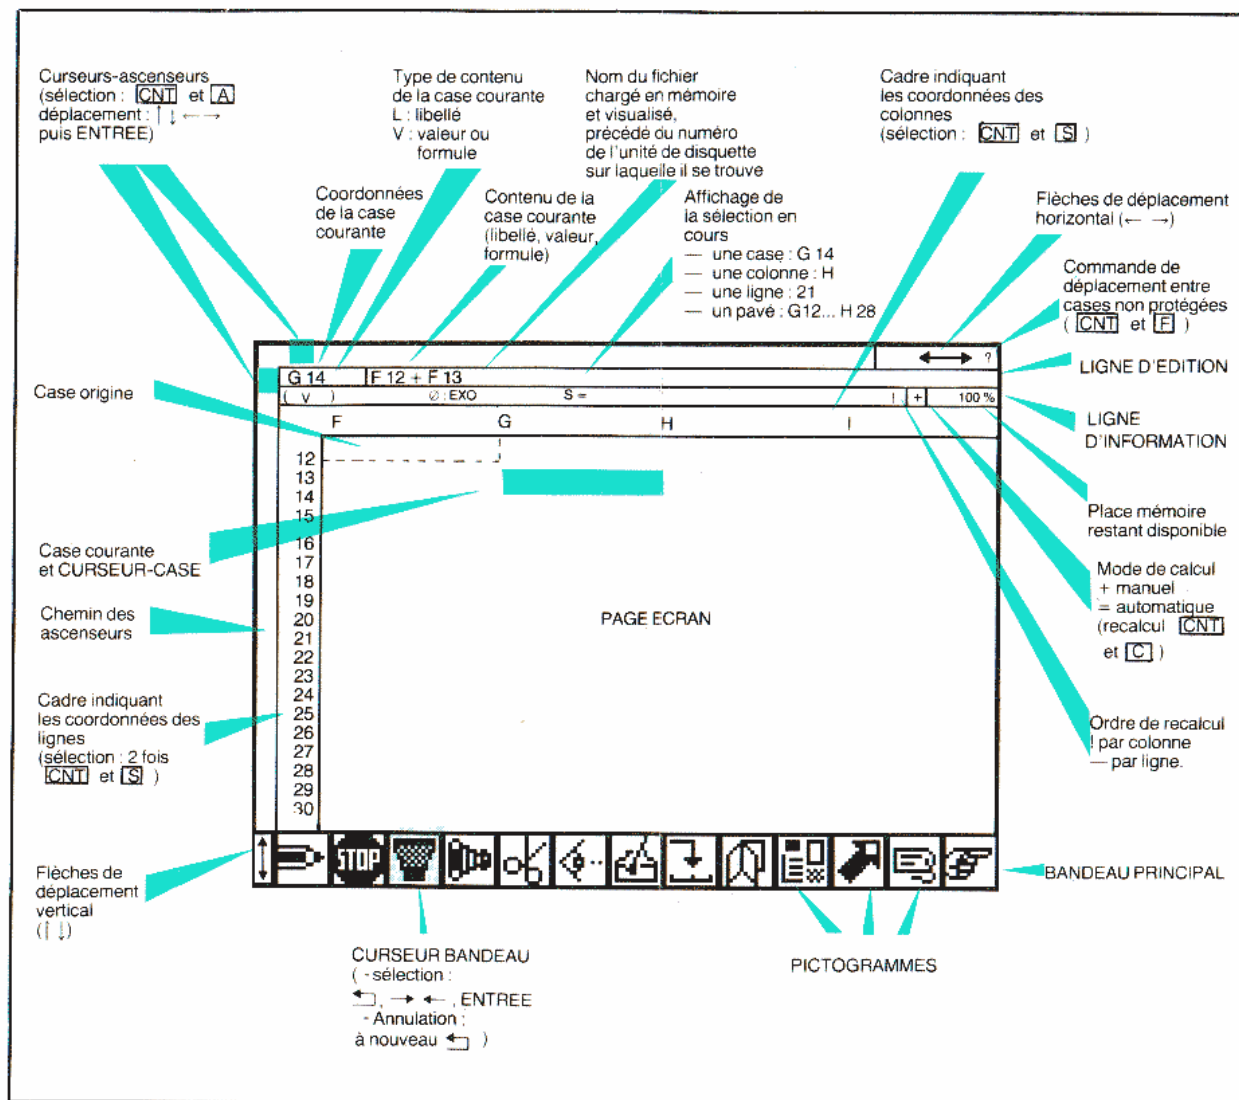 Curseurs-ascenseurs
(sélection : CNT et A
déplacement : ↑ ↓ ← →
puis ENTREE)
Type de contenu
de la case courante
L : libellé
V : valeur ou
formule
Nom du fichier
chargé en mémoire
et visualisé,
précédé du numéro
de l'unité de disquette
sur laquelle il se trouve
Cadre indiquant
les coordonnées des
colonnes
(sélection : CNT et S )
Coordonnées
de la case
courante
Contenu de la
case courante
(libellé, valeur,
formule)
Affichage de
la sélection en
cours
— une case : G 14
— une colonne : H
— une ligne : 21
— un pavé : G12... H 28
Flèches de déplacement
horizontal (← →)
Commande de
déplacement entre
cases non protégées
( CNT et F )
LIGNE D'EDITION
LIGNE
D'INFORMATION
Place mémoire
restant disponible
Mode de calcul
+ manuel
= automatique
(recalcul CNT
et C )
Ordre de recalcul
! par colonne
— par ligne.
Case origine
Case courante
et CURSEUR-CASE
Chemin des
ascenseurs
Cadre indiquant
les coordonnées des
lignes
(sélection : 2 fois
CNT et S )
Flèches de
déplacement
vertical
(↑ ↓)
?
G 14 F 12 + F 13
( V ) ∅ : EXO S = ! + 100 %
F G H I
12
13
14
15
16
17
18
19
20
21
22
23
24
25
26
27
28
29
30
PAGE ECRAN
STOP
BANDEAU PRINCIPAL
CURSEUR BANDEAU
( - sélection :
↰, → ← , ENTREE
- Annulation :
à nouveau ↰ )
PICTOGRAMMES